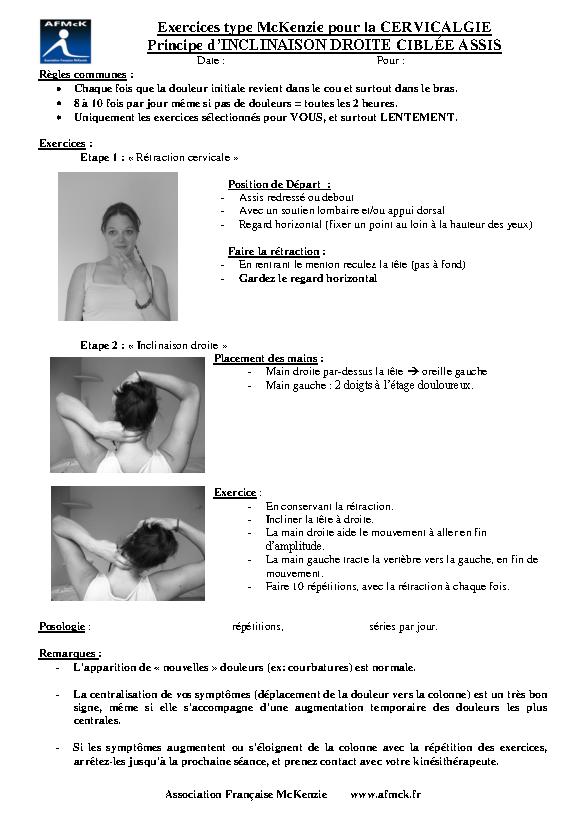 AFMcK
Association Française McKenzie
Exercices type McKenzie pour la CERVICALGIE
Principe d'INCLINAISON DROITE CIBLÉE ASSIS
Date : Pour :
Règles communes :
• Chaque fois que la douleur initiale revient dans le cou et surtout dans le bras.
• 8 à 10 fois par jour même si pas de douleurs = toutes les 2 heures.
• Uniquement les exercices sélectionnés pour VOUS, et surtout LENTEMENT.
Exercices :
Etape 1 : « Rétraction cervicale »
Position de Départ :
- Assis redressé ou debout
- Avec un soutien lombaire et/ou appui dorsal
- Regard horizontal (fixer un point au loin à la hauteur des yeux)
Faire la rétraction :
- En rentrant le menton reculez la tête (pas à fond)
- Gardez le regard horizontal
Etape 2 : « Inclinaison droite »
Placement des mains :
- Main droite par-dessus la tête → oreille gauche
- Main gauche : 2 doigts à l'étage douloureux.
Exercice :
- En conservant la rétraction.
- Incliner la tête à droite.
- La main droite aide le mouvement à aller en fin
d'amplitude.
- La main gauche tracte la vertèbre vers la gauche, en fin de
mouvement.
- Faire 10 répétitions, avec la rétraction à chaque fois.
Posologie : répétitions, séries par jour.
Remarques :
- L'apparition de « nouvelles » douleurs (ex: courbatures) est normale.
- La centralisation de vos symptômes (déplacement de la douleur vers la colonne) est un très bon
signe, même si elle s'accompagne d'une augmentation temporaire des douleurs les plus
centrales.
- Si les symptômes augmentent ou s'éloignent de la colonne avec la répétition des exercices,
arrêtez-les jusqu'à la prochaine séance, et prenez contact avec votre kinésithérapeute.
Association Française McKenzie www.afmck.fr